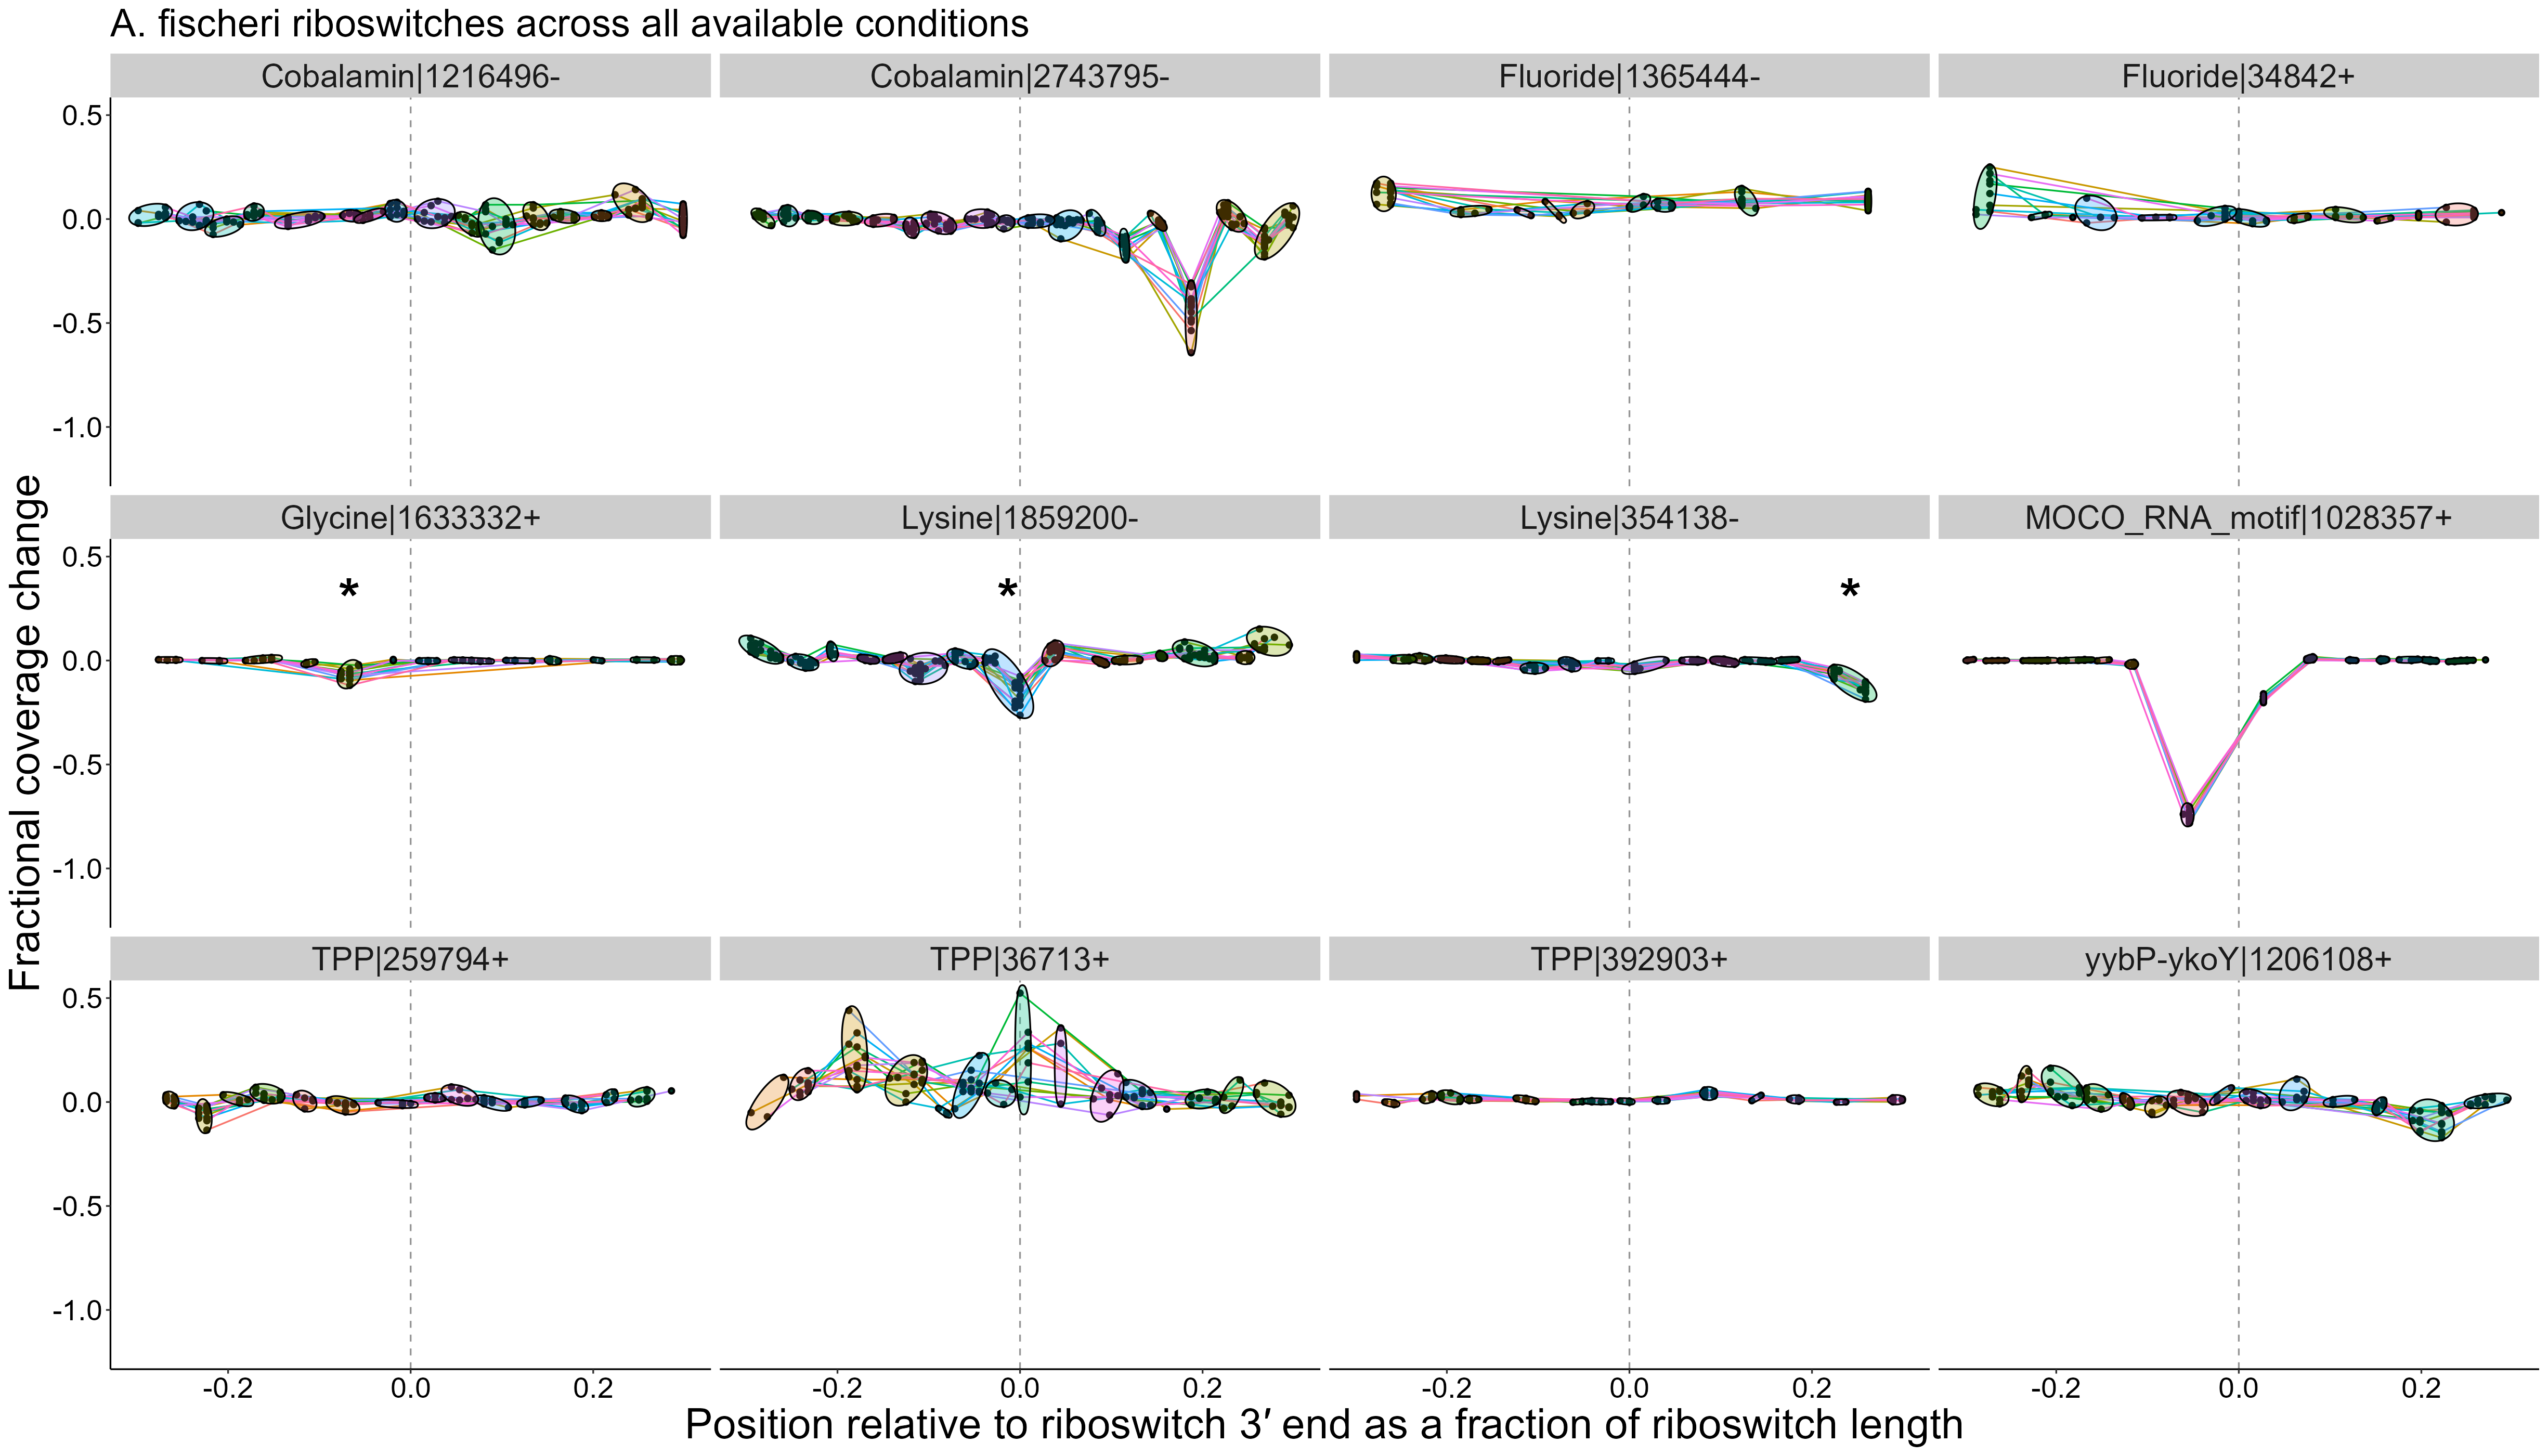 A. fischeri riboswitches across all available conditions
Cobalamin|1216496-
Cobalamin|2743795-
Fluoride|1365444-
Fluoride|34842+
0.5
0.0
-0.5
-1.0
Glycine|1633332+
Lysine|1859200-
Lysine|354138-
MOCO_RNA_motif|1028357+
0.5
0.0
-0.5
-1.0
*
*
*
TPP|259794+
TPP|36713+
TPP|392903+
yybP-ykoY|1206108+
0.5
0.0
-0.5
-1.0
-0.2 0.0 0.2
-0.2 0.0 0.2
-0.2 0.0 0.2
-0.2 0.0 0.2
Fractional coverage change
Position relative to riboswitch 3′ end as a fraction of riboswitch length